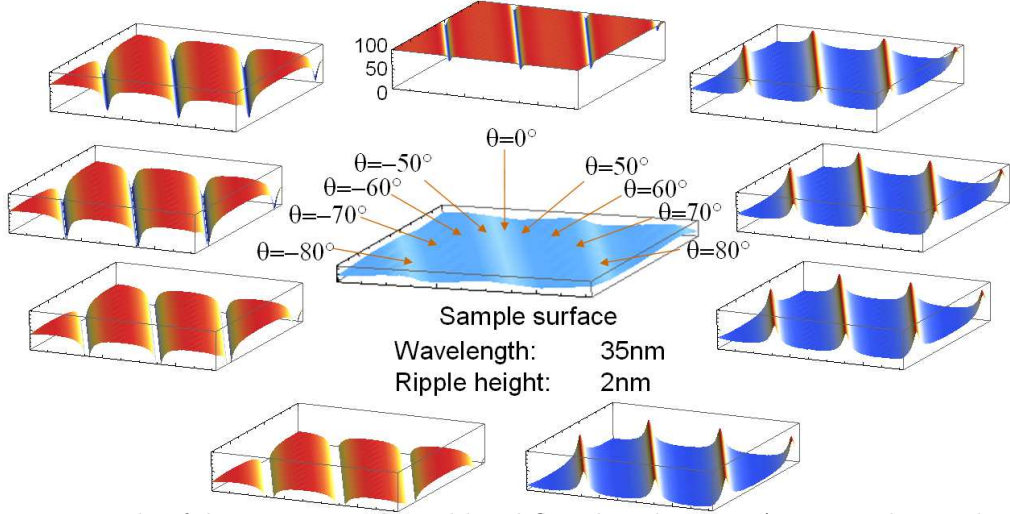 100
50
0
θ=0°
θ=−50°
θ=50°
θ=−60°
θ=60°
θ=−70°
θ=70°
θ=−80°
θ=80°
Sample surface
Wavelength: 35nm
Ripple height: 2nm